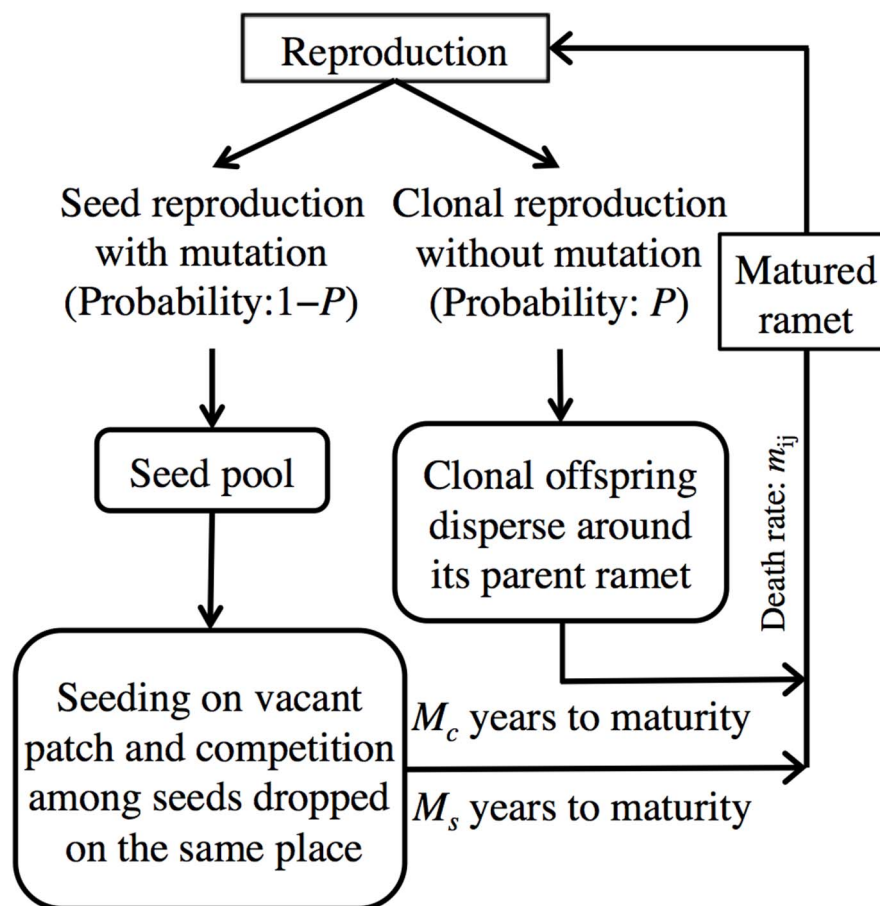 Reproduction
Seed reproduction
with mutation
(Probability:1−P)
Clonal reproduction
without mutation
(Probability: P)
Matured
ramet
Seed pool
Clonal offspring
disperse around
its parent ramet
Death rate: mij
Seeding on vacant
patch and competition
among seeds dropped
on the same place
Mc years to maturity
Ms years to maturity